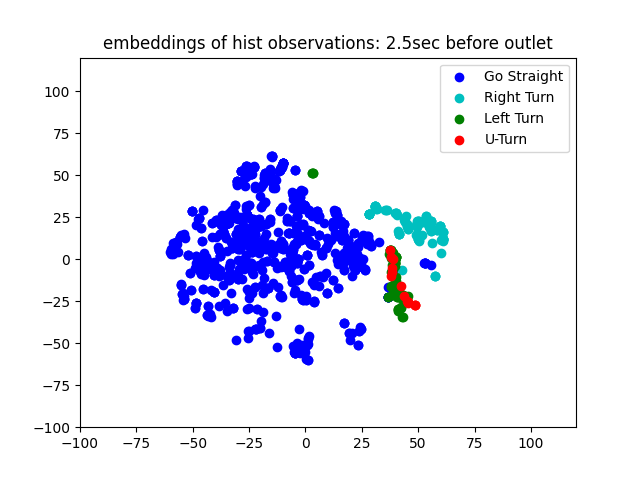 embeddings of hist observations: 2.5sec before outlet
Go Straight
Right Turn
Left Turn
U-Turn
100
75
50
25
0
−25
−50
−75
−100
−100 −75 −50 −25 0 25 50 75 100